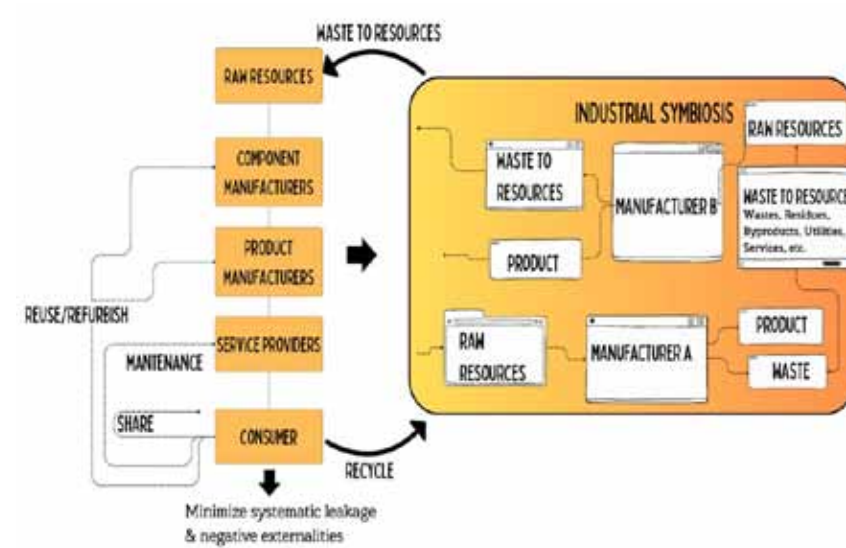 WASTE TO RESOURCES
RAW RESOURCES
COMPONENT
MANUFACTURERS
PRODUCT
MANUFACTURERS
REUSE/REFURBISH
SERVICE PROVIDERS
MANTENANCE
SHARE
CONSUMER
RECYCLE
Minimize systematic leakage
& negative externalities
INDUSTRIAL SYMBIOSIS
RAW RESOURCES
WASTE TO
RESOURCES
MANUFACTURER B
WASTE TO RESOURCE
Wastes, Residues,
Byproducts, Utilities,
Services, etc.
PRODUCT
RAW
RESOURCES
MANUFACTURER A
PRODUCT
WASTE